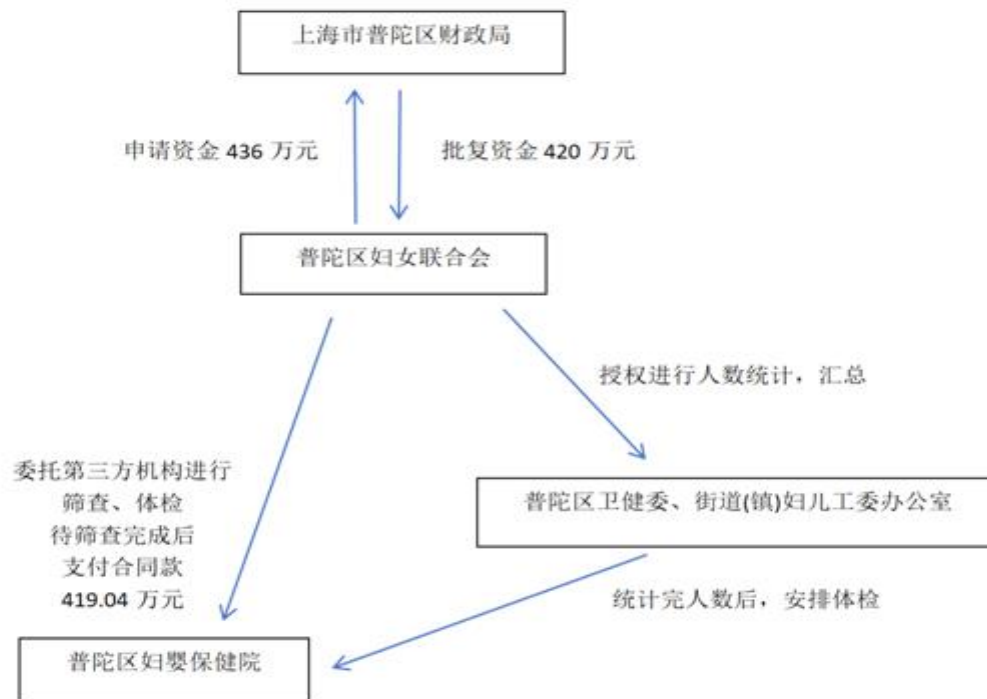 上海市普陀区财政局
申请资金 436 万元
批复资金 420 万元
普陀区妇女联合会
授权进行人数统计，汇总
委托第三方机构进行
筛查、体检
待筛查完成后
支付合同款
419.04 万元
普陀区卫健委、街道(镇)妇儿工委办公室
统计完人数后，安排体检
普陀区妇婴保健院